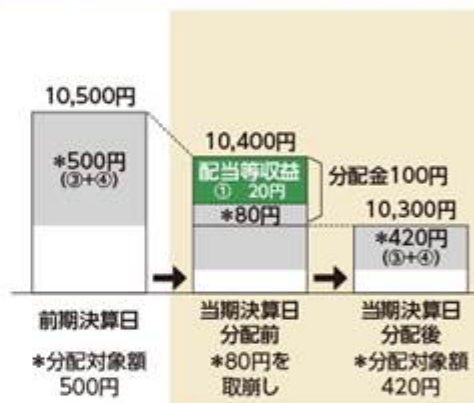 10,500円
*500円
(③+④)
前期決算日
*分配対象額
500円
10,400円
配当等収益
① 20円
*80円
分配金100円
当期決算日
分配前
*80円を
取崩し
10,300円
*420円
(③+④)
当期決算日
分配後
*分配対象額
420円